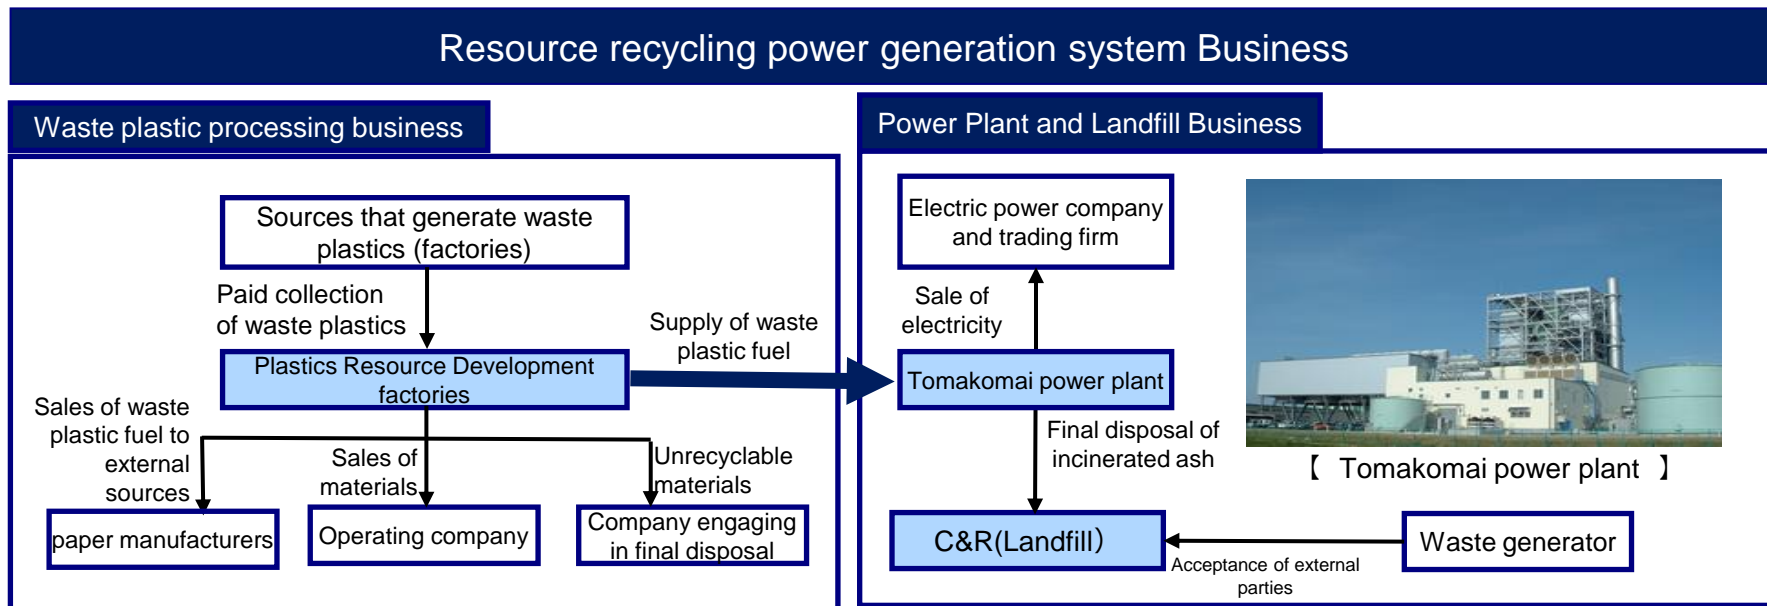 Resource recycling power generation system Business
Waste plastic processing business
Sources that generate waste
plastics (factories)
Paid collection
of waste plastics
Plastics Resource Development
factories
Supply of waste
plastic fuel
Sales of waste
plastic fuel to
external
sources
Sales of
materials
Unrecyclable
materials
paper manufacturers
Operating company
Company engaging
in final disposal
Power Plant and Landfill Business
Electric power company
and trading firm
Sale of
electricity
Tomakomai power plant
Final disposal of
incinerated ash
【 Tomakomai power plant 】
C&R(Landfill）
Acceptance of external
parties
Waste generator